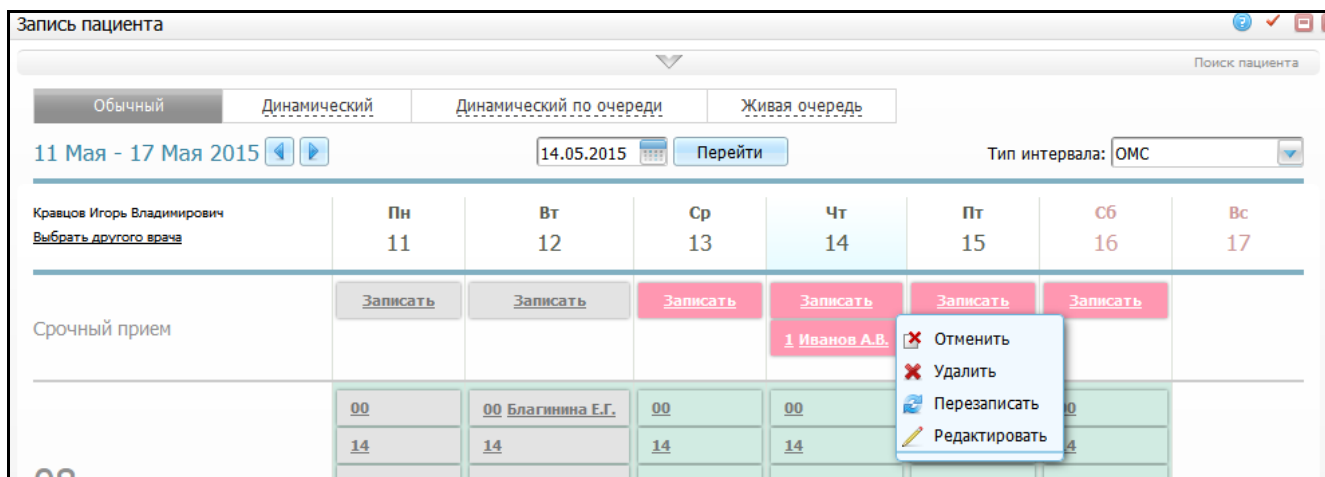 Запись пациента
Поиск пациента
Обычный Динамический Динамический по очереди Живая очередь
11 Мая - 17 Мая 2015 14.05.2015 Перейти Тип интервала: ОМС
Кравцов Игорь Владимирович Пн Вт Ср Чт Пт Сб Вс
Выбрать другого врача 11 12 13 14 15 16 17
Записать Записать Записать Записать Записать Записать
Срочный прием
1 Иванов А.В.
Отменить
Удалить
Перезаписать
Редактировать
00 00 Благинина Е.Г. 00 00
14 14 14 14